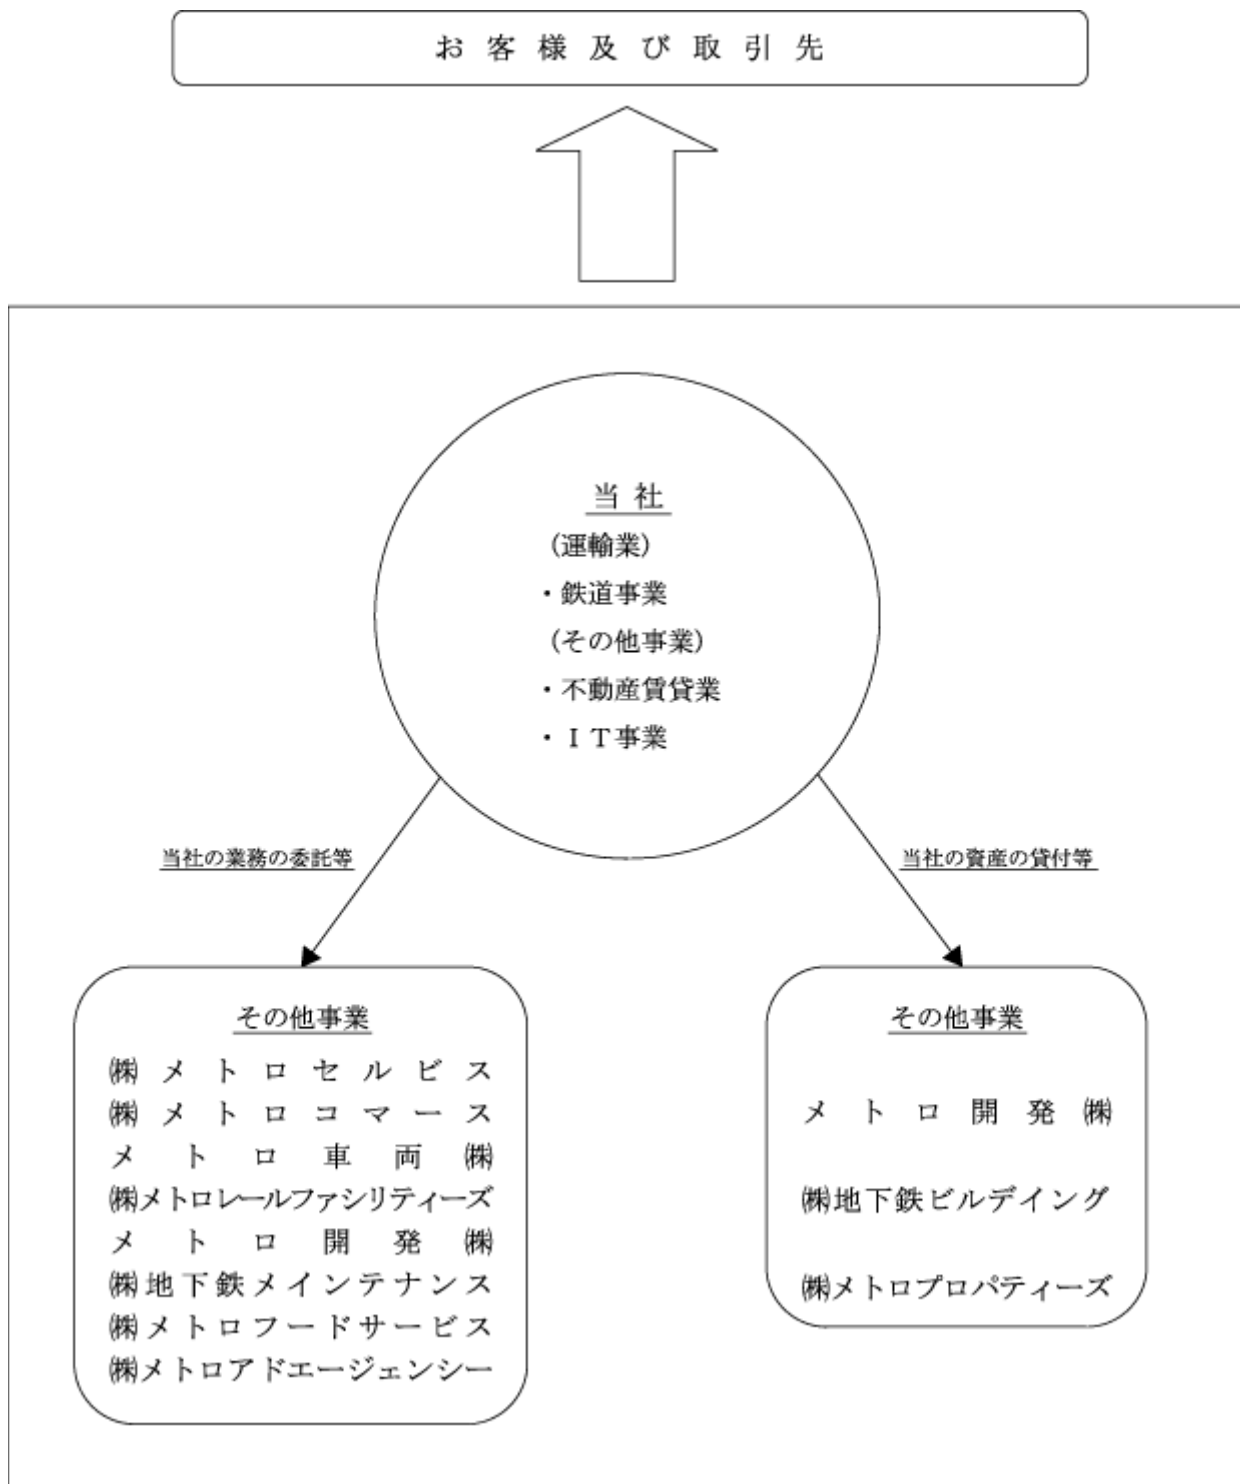 お客様及び取引先
当社
(運輸業)
・鉄道事業
(その他事業)
・不動産賃貸業
・ＩＴ事業
当社の業務の委託等
当社の資産の貸付等
その他事業
㈱メトロセルビス
㈱メトロコマース
メトロ車両㈱
㈱メトロレールファシリティーズ
メトロ開発㈱
㈱地下鉄メインテナンス
㈱メトロフードサービス
㈱メトロアドエージェンシー
その他事業
メトロ開発㈱
㈱地下鉄ビルデイング
㈱メトロプロパティーズ